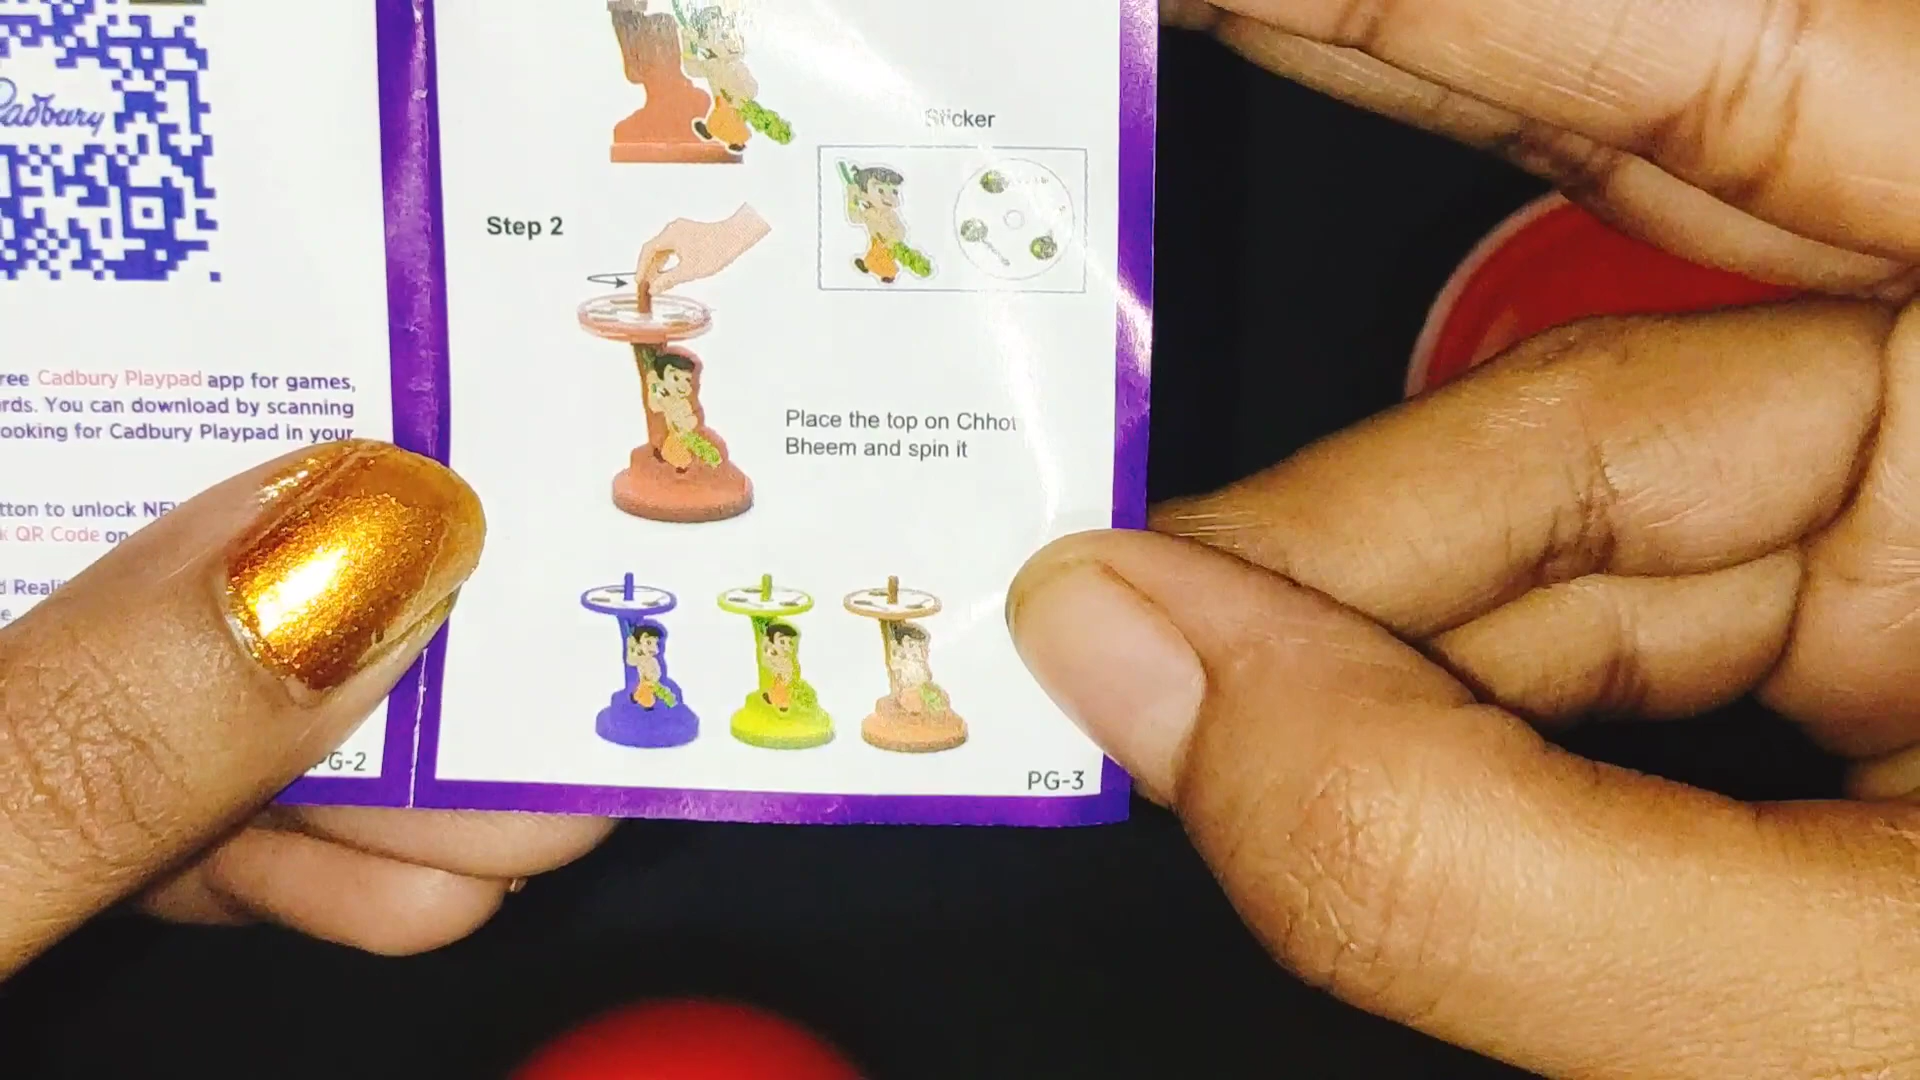 Cadbury
ree Cadbury Playpad app for games,
rds. You can download by scanning
ooking for Cadbury Playpad in your
tton to unlock NE
QR Code on
Reali
PG-2
Sticker
Step 2
Place the top on Chhot
Bheem and spin it
PG-3